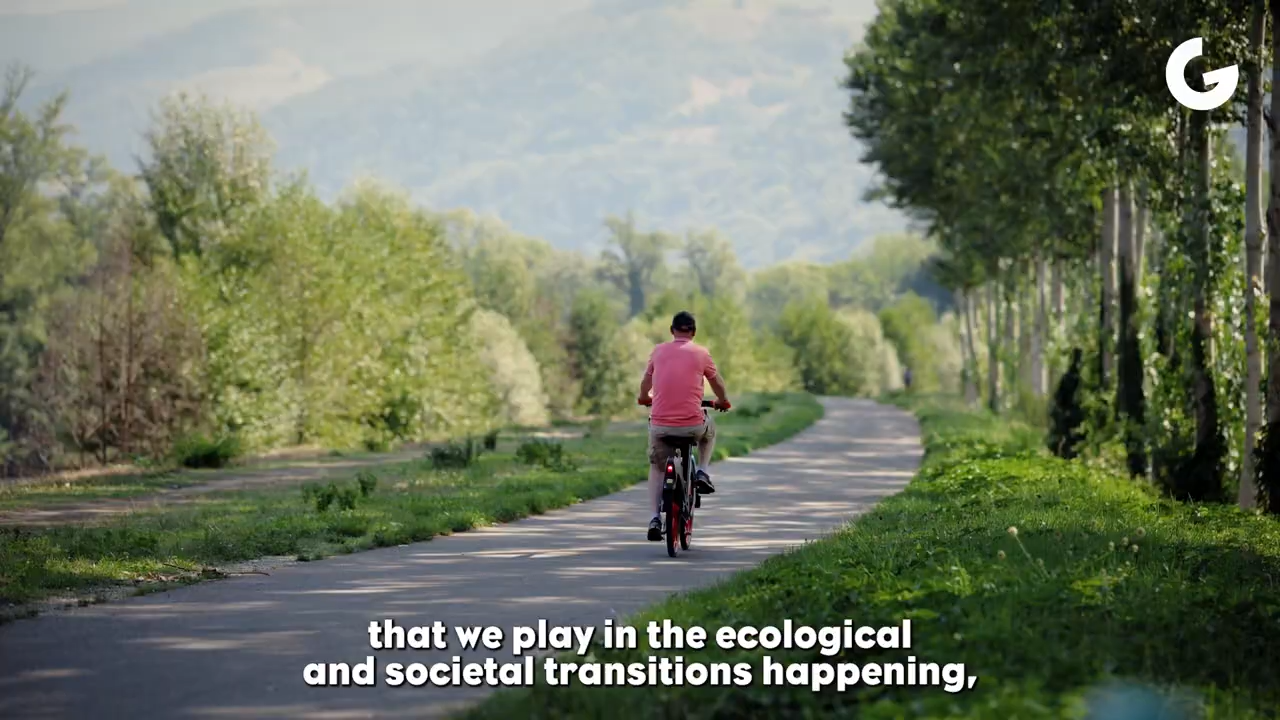 G
that we play in the ecological
and societal transitions happening,